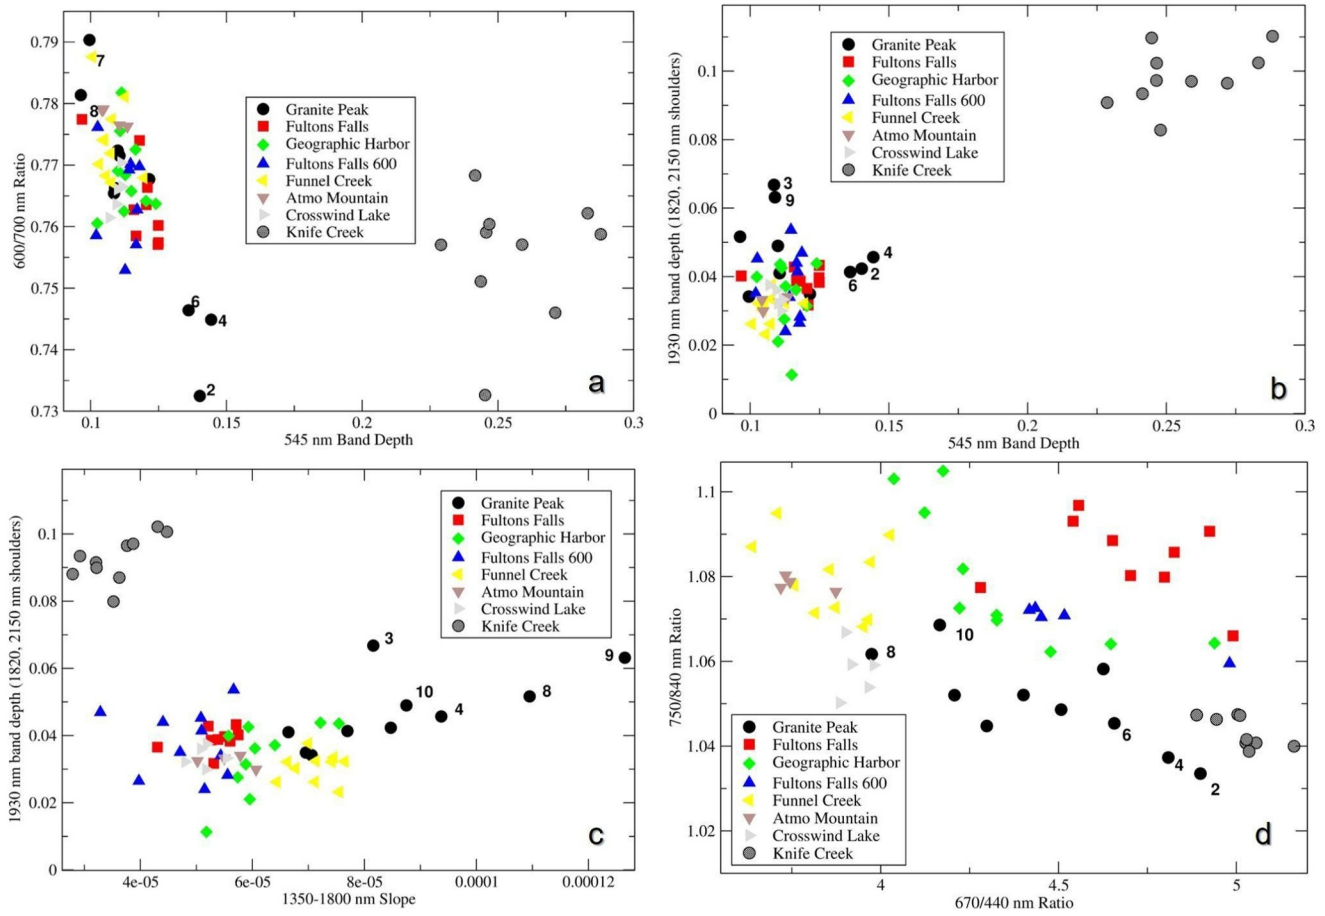 0.79
0.78
0.77
0.76
0.75
0.74
0.73
600/700 nm Ratio
7
8
6
4
2
Granite Peak
Fultons Falls
Geographic Harbor
Fultons Falls 600
Funnel Creek
Atmo Mountain
Crosswind Lake
Knife Creek
a
0.1 0.15 0.2 0.25 0.3
545 nm Band Depth
0.1
0.08
0.06
0.04
0.02
0
1930 nm band depth (1820, 2150 nm shoulders)
Granite Peak
Fultons Falls
Geographic Harbor
Fultons Falls 600
Funnel Creek
Atmo Mountain
Crosswind Lake
Knife Creek
3
9
4
2
6
b
0.1 0.15 0.2 0.25 0.3
545 nm Band Depth
0.1
0.08
0.06
0.04
0.02
0
1930 nm band depth (1820, 2150 nm shoulders)
Granite Peak
Fultons Falls
Geographic Harbor
Fultons Falls 600
Funnel Creek
Atmo Mountain
Crosswind Lake
Knife Creek
3
9
10
8
4
c
4e-05 6e-05 8e-05 0.0001 0.00012
1350-1800 nm Slope
1.1
1.08
1.06
1.04
1.02
750/840 nm Ratio
10
8
6
4
2
Granite Peak
Fultons Falls
Geographic Harbor
Fultons Falls 600
Funnel Creek
Atmo Mountain
Crosswind Lake
Knife Creek
d
4 4.5 5
670/440 nm Ratio